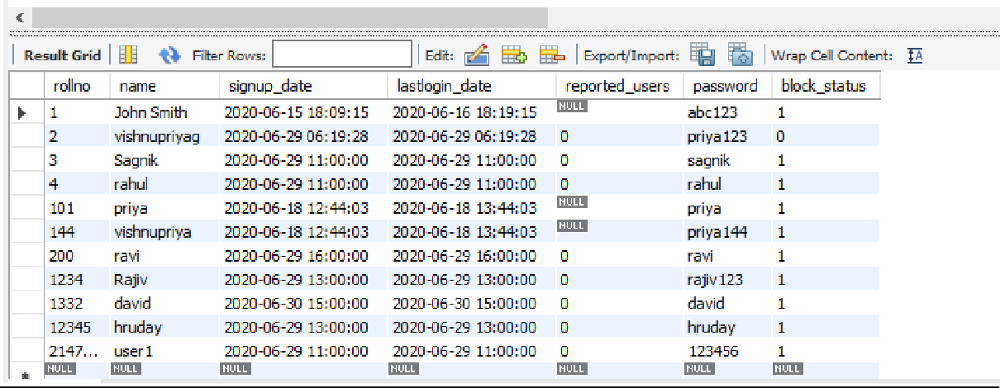 Result Grid Filter Rows: Edit: Export/Import: Wrap Cell Content: IA
rollno name signup_date lastlogin_date reported_users password block_status
1 John Smith 2020-06-15 18:09:15 2020-06-16 18:19:15 NULL abc123 1
2 vishnupriyag 2020-06-29 06:19:28 2020-06-29 06:19:28 0 priya123 0
3 Sagnik 2020-06-29 11:00:00 2020-06-29 11:00:00 0 sagnik 1
4 rahul 2020-06-29 11:00:00 2020-06-29 11:00:00 0 rahul 1
101 priya 2020-06-18 12:44:03 2020-06-18 13:44:03 NULL priya 1
144 vishnupriya 2020-06-18 12:44:03 2020-06-18 13:44:03 NULL priya144 1
200 ravi 2020-06-29 16:00:00 2020-06-29 16:00:00 0 ravi 1
1234 Rajiv 2020-06-29 13:00:00 2020-06-29 13:00:00 0 rajiv123 1
1332 david 2020-06-30 15:00:00 2020-06-30 15:00:00 0 david 1
12345 hruday 2020-06-29 13:00:00 2020-06-29 13:00:00 0 hruday 1
2147... user1 2020-06-29 11:00:00 2020-06-29 11:00:00 0 123456 1
NULL NULL NULL NULL NULL NULL NULL